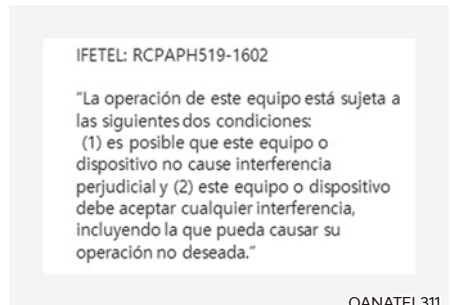 IFETEL: RCPAPH519-1602
“La operación de este equipo está sujeta a
las siguientes dos condiciones:
(1) es posible que este equipo o
dispositivo no cause interferencia
perjudicial y (2) este equipo o dispositivo
debe aceptar cualquier interferencia,
incluyendo la que pueda causar su
operación no deseada.”
OANATEL311